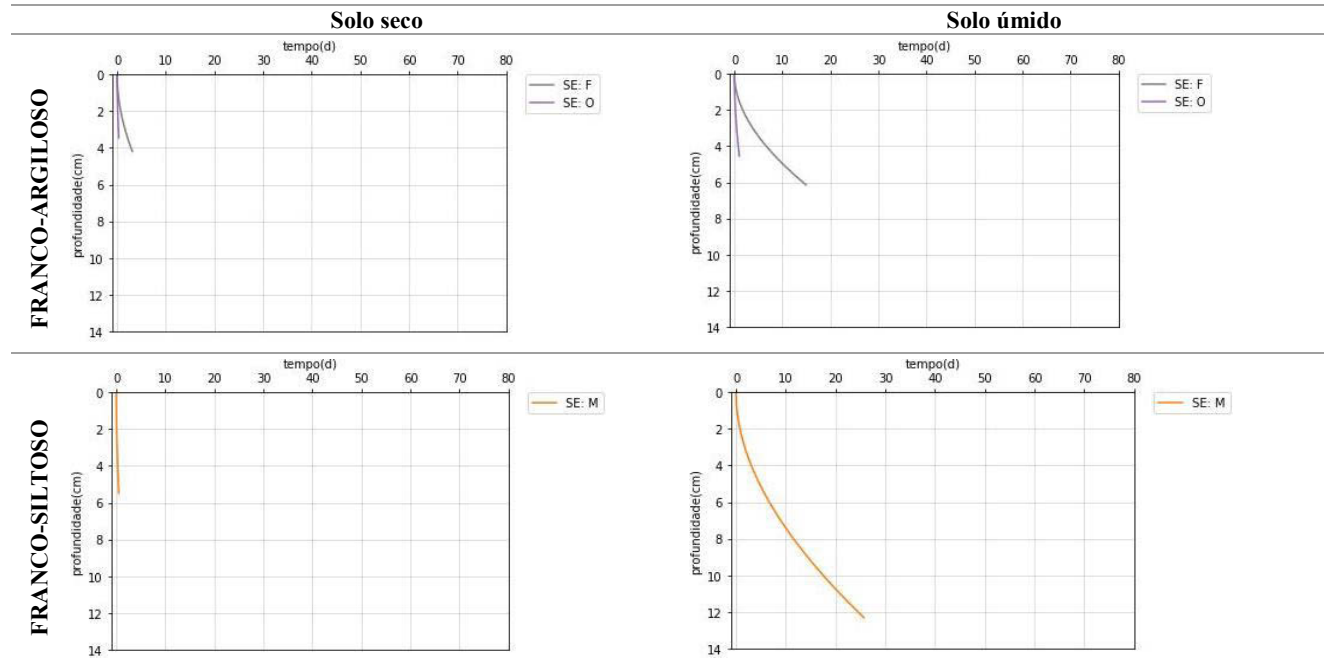 Solo seco Solo úmido
FRANCO-ARGILOSO
tempo(d)
0 10 20 30 40 50 60 70 80
profundidade(cm)
0
2
4
6
8
10
12
14
SE: F
SE: O
tempo(d)
0 10 20 30 40 50 60 70 80
profundidade(cm)
0
2
4
6
8
10
12
14
SE: F
SE: O
FRANCO-SILTOSO
tempo(d)
0 10 20 30 40 50 60 70 80
profundidade(cm)
0
2
4
6
8
10
12
14
SE: M
tempo(d)
0 10 20 30 40 50 60 70 80
profundidade(cm)
0
2
4
6
8
10
12
14
SE: M